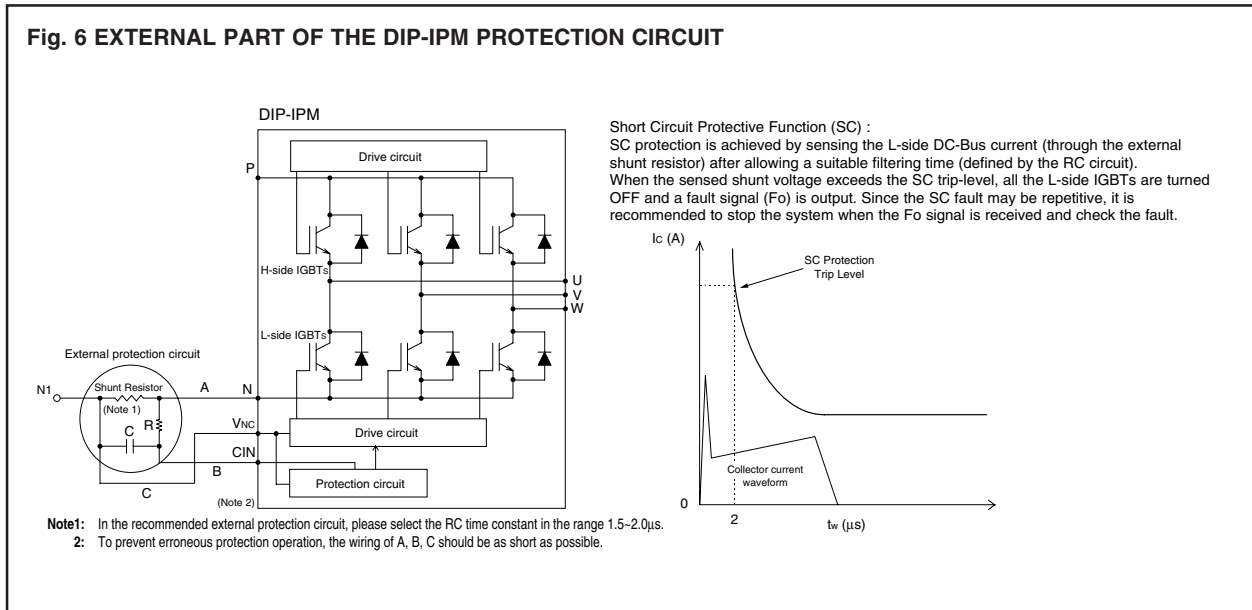 Fig. 6 EXTERNAL PART OF THE DIP-IPM PROTECTION CIRCUIT
DIP-IPM
Drive circuit
P
H-side IGBTs
U
V
W
L-side IGBTs
External protection circuit
Shunt Resistor
A
N
N1
(Note 1)
R
C
VNC
Drive circuit
CIN
B
C
Protection circuit
(Note 2)
Short Circuit Protective Function (SC) :
SC protection is achieved by sensing the L-side DC-Bus current (through the external
shunt resistor) after allowing a suitable filtering time (defined by the RC circuit).
When the sensed shunt voltage exceeds the SC trip-level, all the L-side IGBTs are turned
OFF and a fault signal (Fo) is output. Since the SC fault may be repetitive, it is
recommended to stop the system when the Fo signal is received and check the fault.
IC (A)
SC Protection
Trip Level
Collector current
waveform
0
2
tw (μs)
Note1: In the recommended external protection circuit, please select the RC time constant in the range 1.5~2.0μs.
2: To prevent erroneous protection operation, the wiring of A, B, C should be as short as possible.